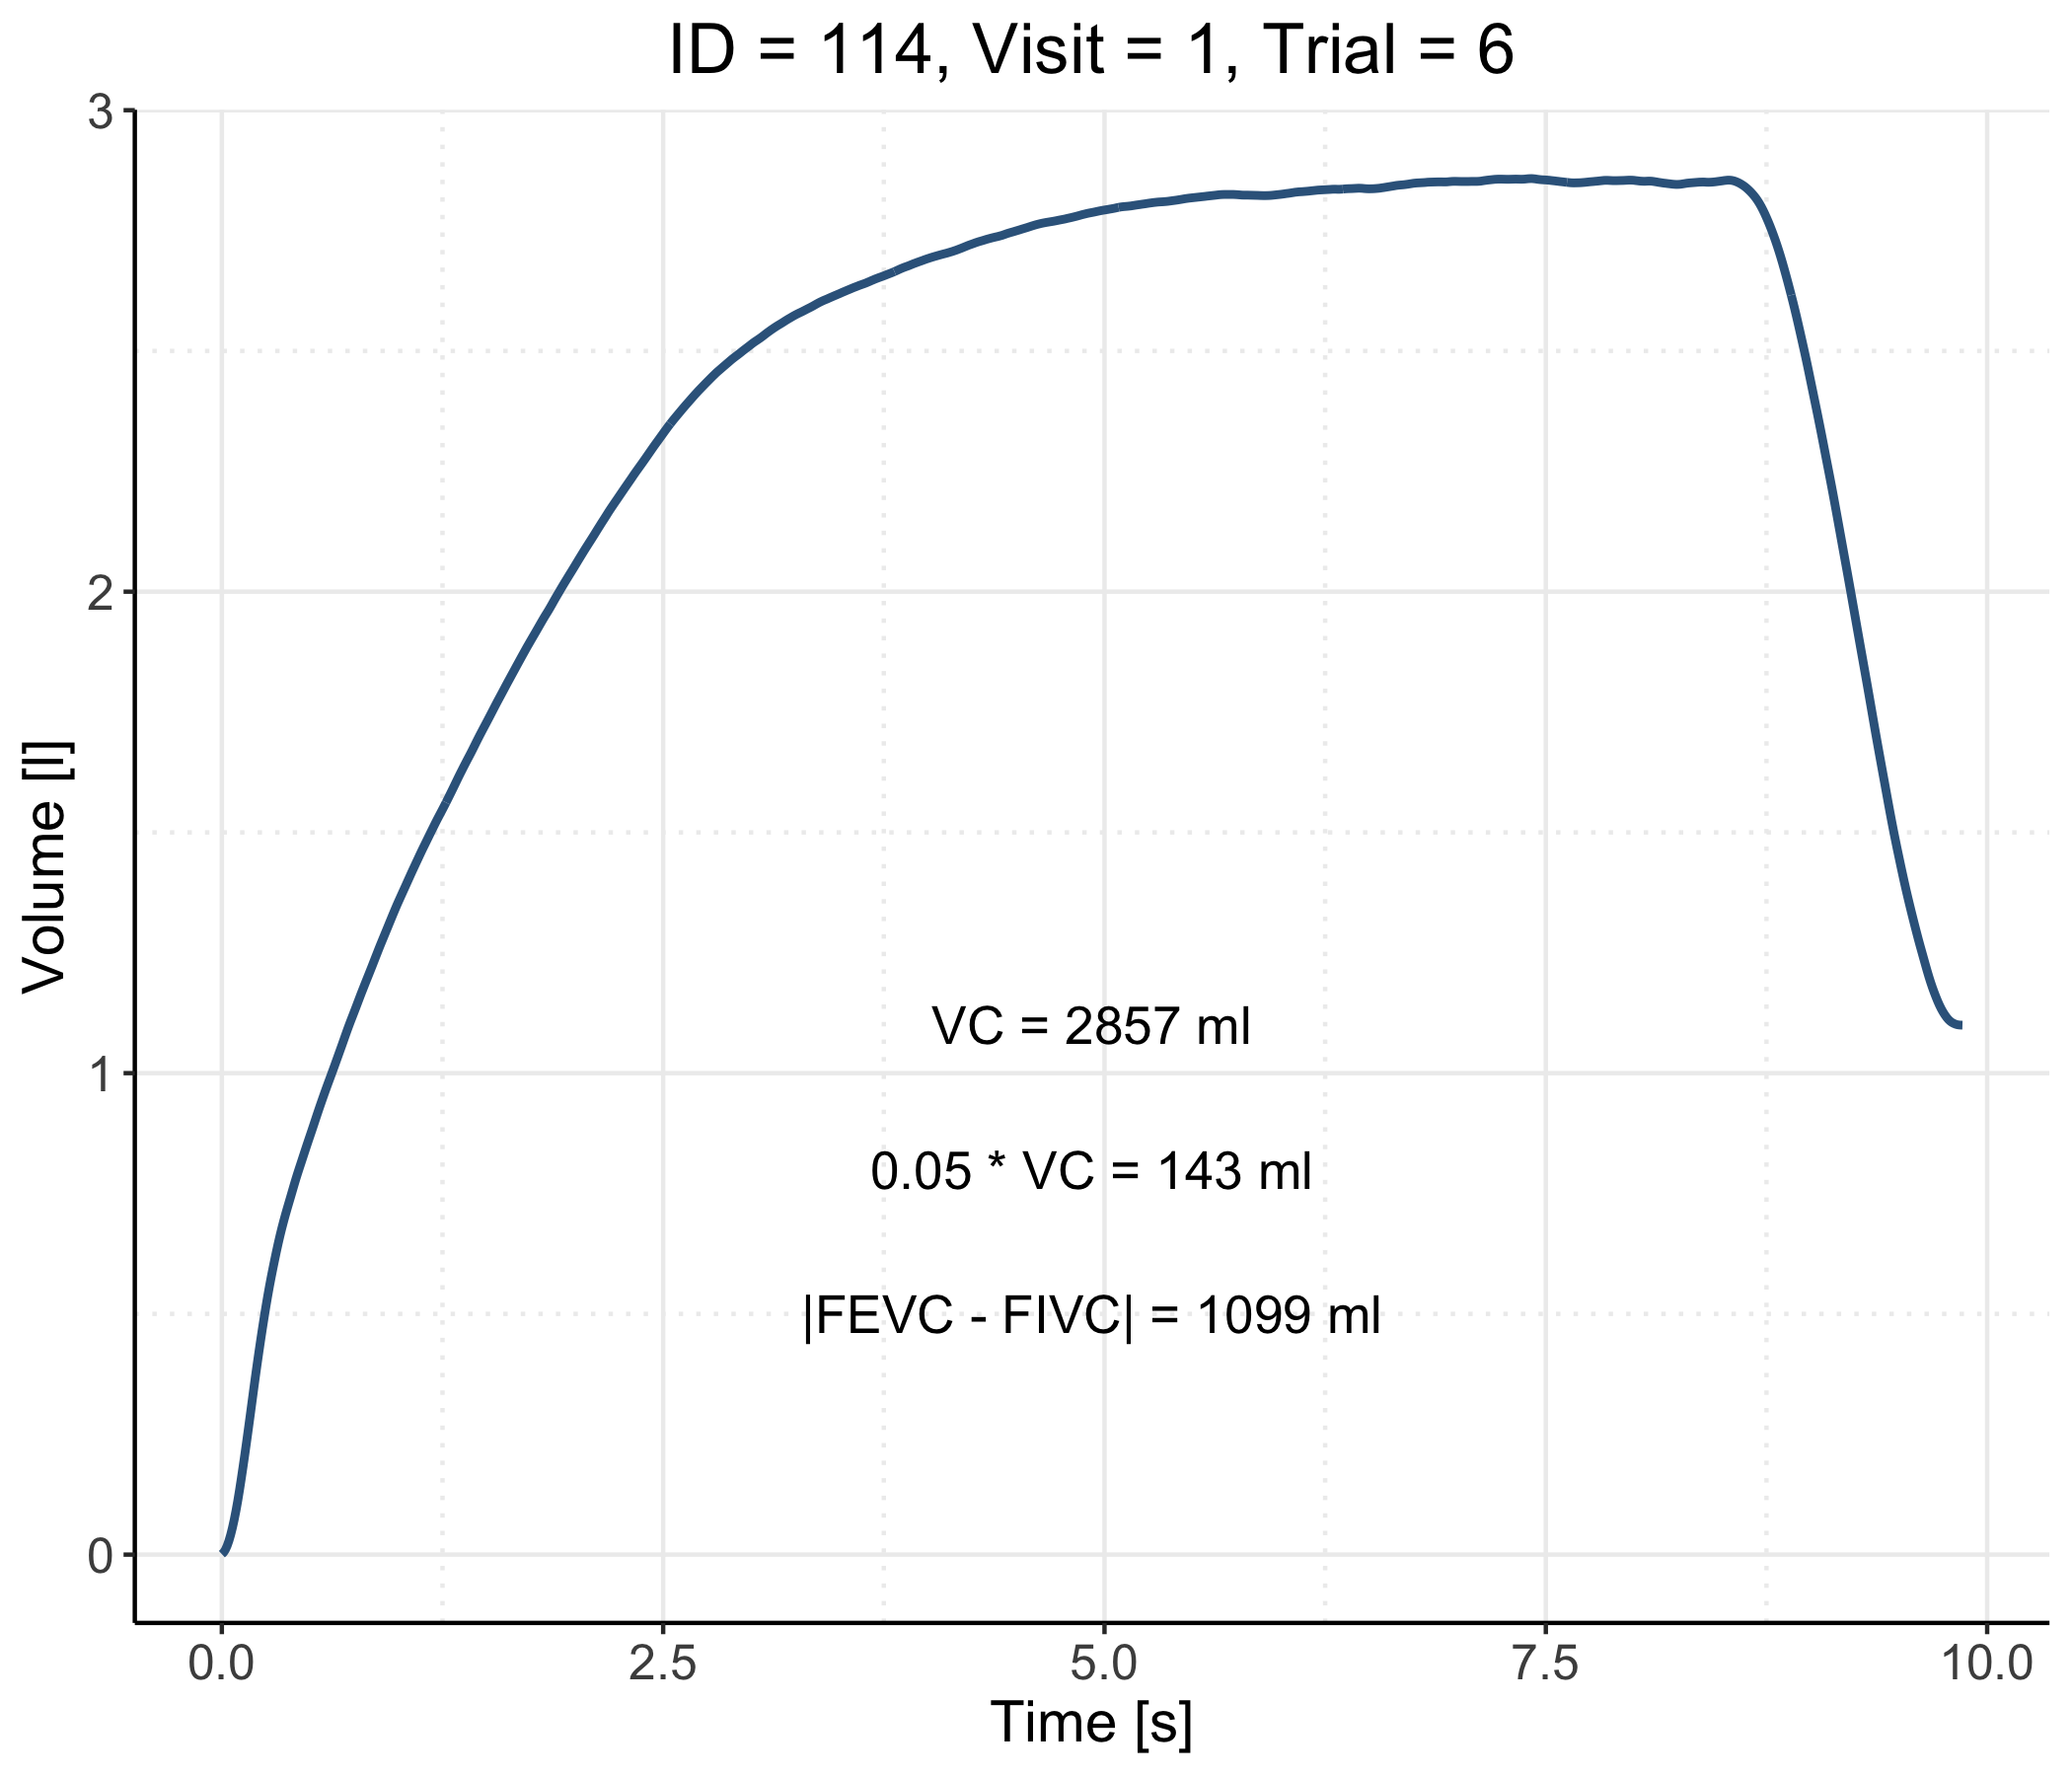 ID = 114, Visit = 1, Trial = 6
3
2
1
0
Volume [l]
VC = 2857 ml
0.05 * VC = 143 ml
|FEVC - FIVC| = 1099 ml
0.0 2.5 5.0 7.5 10.0
Time [s]